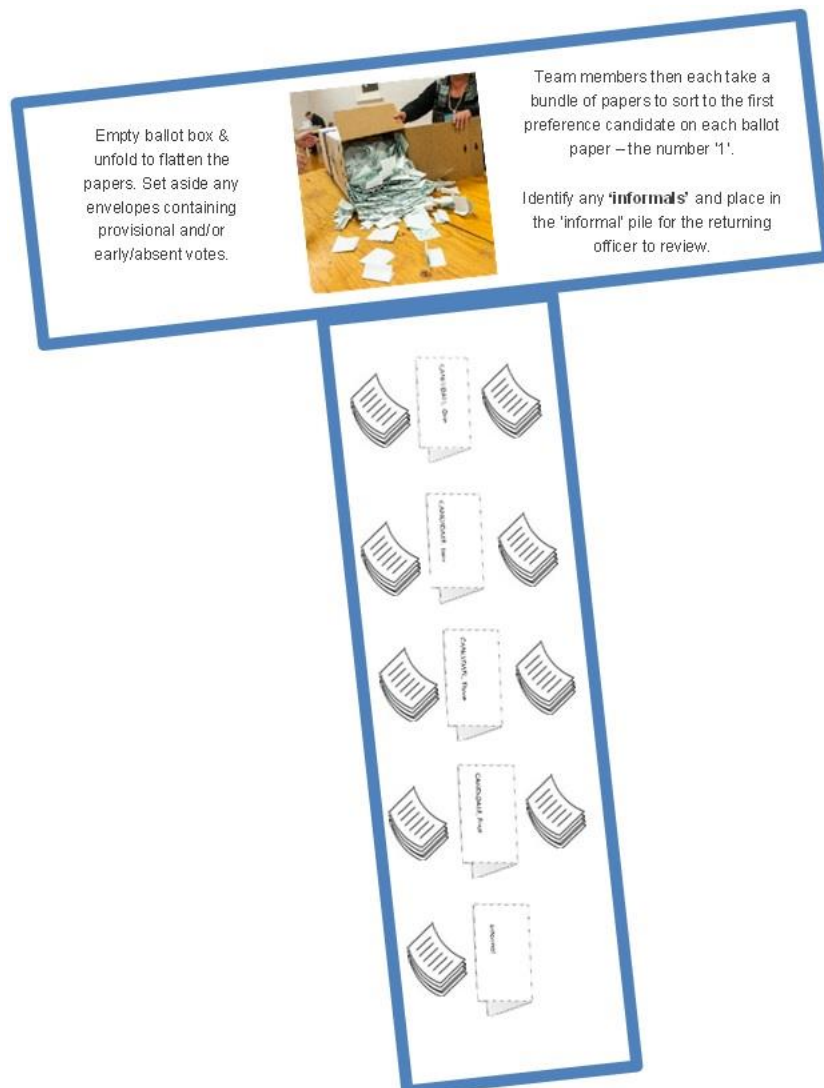 Empty ballot box &
unfold to flatten the
papers. Set aside any
envelopes containing
provisional and/or
early/absent votes.
Team members then each take a
bundle of papers to sort to the first
preference candidate on each ballot
paper – the number '1'.
Identify any ‘informals’ and place in
the 'informal' pile for the returning
officer to review.
CANDIDATE One
CANDIDATE
CANDIDATE
CANDIDATE
Informal